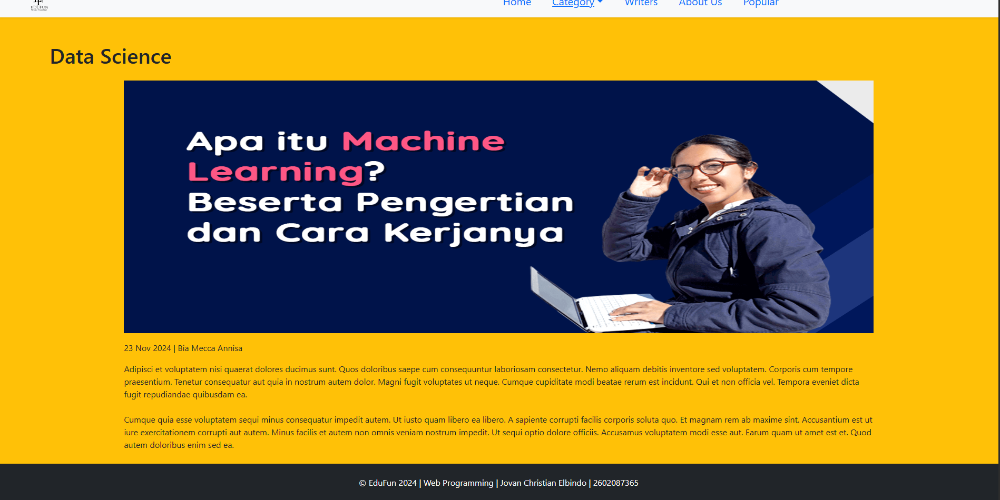 EDUFUN
Home Category Writers About Us Popular
Data Science
Apa itu Machine
Learning?
Beserta Pengertian
dan Cara Kerjanya
23 Nov 2024 | Bia Mecca Annisa
Adipisci et voluptatem nisi quaerat dolores ducimus sunt. Quos doloribus saepe cum consequuntur laboriosam consectetur. Nemo aliquam debitis inventore sed voluptatem. Corporis cum tempore
praesentium. Tenetur consequatur aut quia in nostrum autem dolor. Magni fugit voluptates ut neque. Cumque cupiditate modi beatae rerum est incidunt. Qui et non officia vel. Tempora eveniet dicta
fugit repudiandae quibusdam ea.
Cumque quia esse voluptatem sequi minus consequatur impedit autem. Ut iusto quam libero ea libero. A sapiente corrupti facilis corporis soluta quo. Et magnam rem ab maxime sint. Accusantium est ut
iure exercitationem corrupti aut autem. Minus facilis et autem non omnis veniam nostrum impedit. Ut sequi optio dolore officiis. Accusamus voluptatem modi esse aut. Earum quam ut amet est et. Quod
autem doloribus enim sed ea.
© EduFun 2024 | Web Programming | Jovan Christian Elbindo | 2602087365